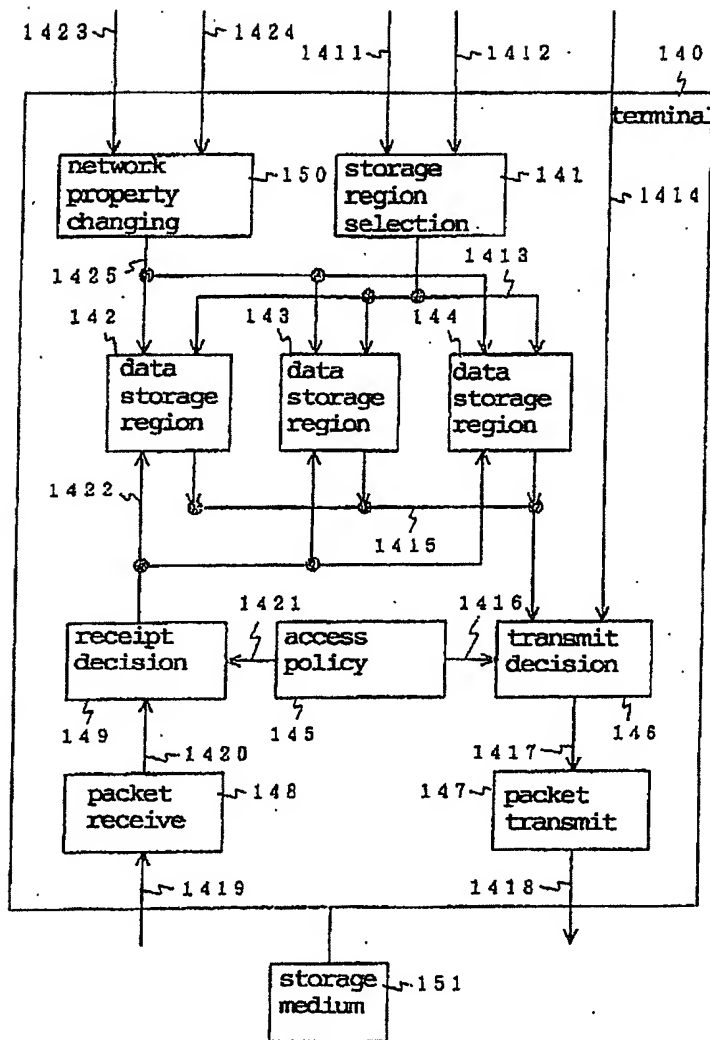 1423
1424
1411
1412
140
terminal
network
property
changing
150
storage
region
selection
141
1414
1425
1413
142
143
144
data
storage
region
data
storage
region
data
storage
region
1422
1415
1421
1416
receipt
decision
access
policy
transmit
decision
149
1420
145
1417
146
packet
receive
148
147
packet
transmit
1419
1418
storage
medium
151